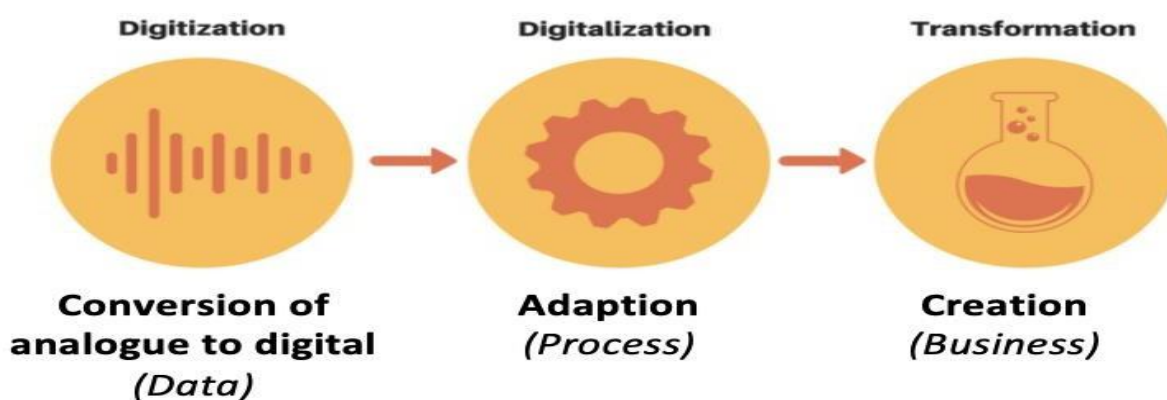 Digitization
Digitalization
Transformation
Conversion of
analogue to digital
(Data)
Adaption
(Process)
Creation
(Business)